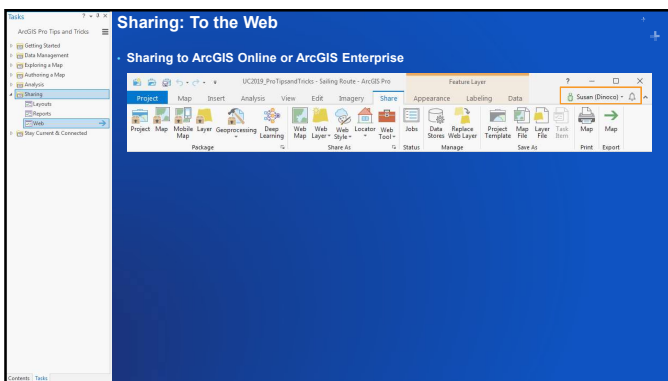 Tasks
ArcGIS Pro Tips and Tricks
Getting Started
Data Management
Exploring a Map
Authoring a Map
Analysis
Sharing
Layouts
Reports
Web
Stay Current & Connected
Contents Tasks
Sharing: To the Web
• Sharing to ArcGIS Online or ArcGIS Enterprise
UC2019_ProTipsandTricks - Sailing Route - ArcGIS Pro Feature Layer ?
Project Map Insert Analysis View Edit Imagery Share Appearance Labeling Data Susan (Dinoco)
Project Map Mobile Map Layer Geoprocessing Deep Learning Web Map Web Layer Web Style Locator Web Tool Jobs Data Stores Replace Web Layer Project Template Map File Layer File Task Item Map Map
Package Share As Status Manage Save As Print Export